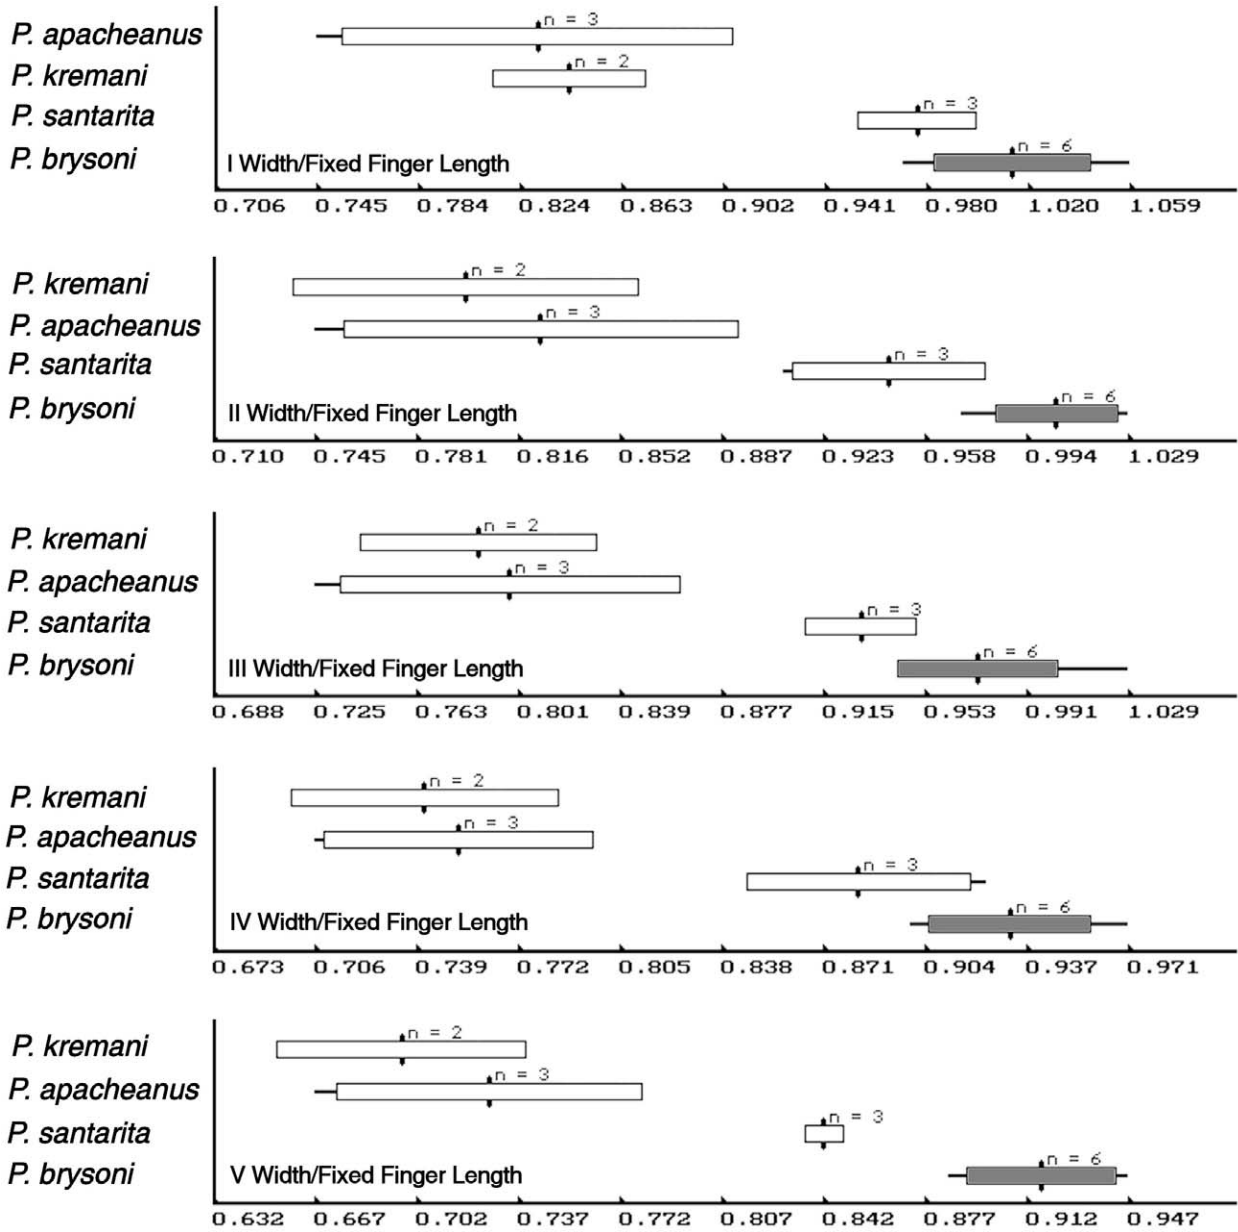 P. apacheanus n = 3
P. kremani n = 2
P. santarita n = 3
P. brysoni n = 6
I Width/Fixed Finger Length
0.706 0.745 0.784 0.824 0.863 0.902 0.941 0.980 1.020 1.059
P. kremani n = 2
P. apacheanus n = 3
P. santarita n = 3
P. brysoni n = 6
II Width/Fixed Finger Length
0.710 0.745 0.781 0.816 0.852 0.887 0.923 0.958 0.994 1.029
P. kremani n = 2
P. apacheanus n = 3
P. santarita n = 3
P. brysoni n = 6
III Width/Fixed Finger Length
0.688 0.725 0.763 0.801 0.839 0.877 0.915 0.953 0.991 1.029
P. kremani n = 2
P. apacheanus n = 3
P. santarita n = 3
P. brysoni n = 6
IV Width/Fixed Finger Length
0.673 0.706 0.739 0.772 0.805 0.838 0.871 0.904 0.937 0.971
P. kremani n = 2
P. apacheanus n = 3
P. santarita n = 3
P. brysoni n = 6
V Width/Fixed Finger Length
0.632 0.667 0.702 0.737 0.772 0.807 0.842 0.877 0.912 0.947